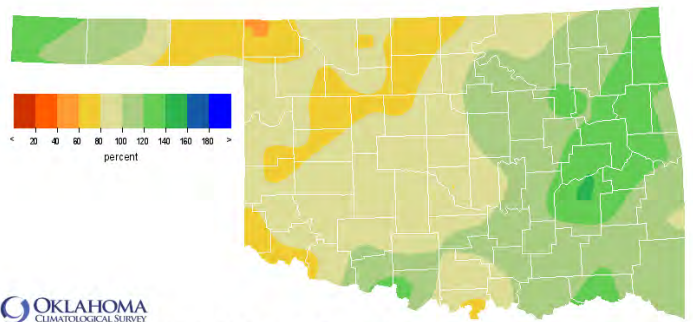 < 20 40 60 80 100 120 140 160 180 >
percent
OKLAHOMA
CLIMATOLOGICAL SURVEY